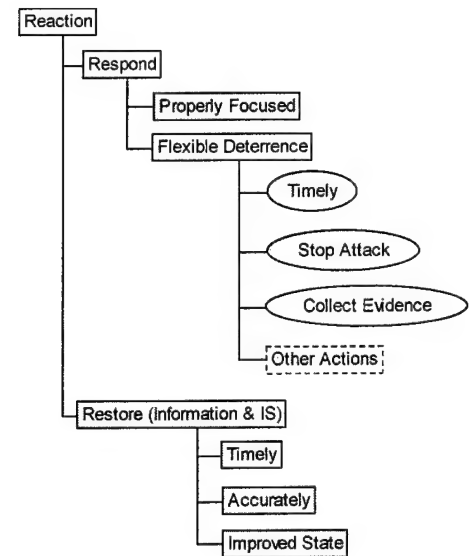 Reaction
Respond
Properly Focused
Flexible Deterrence
Timely
Stop Attack
Collect Evidence
Other Actions
Restore (Information & IS)
Timely
Accurately
Improved State